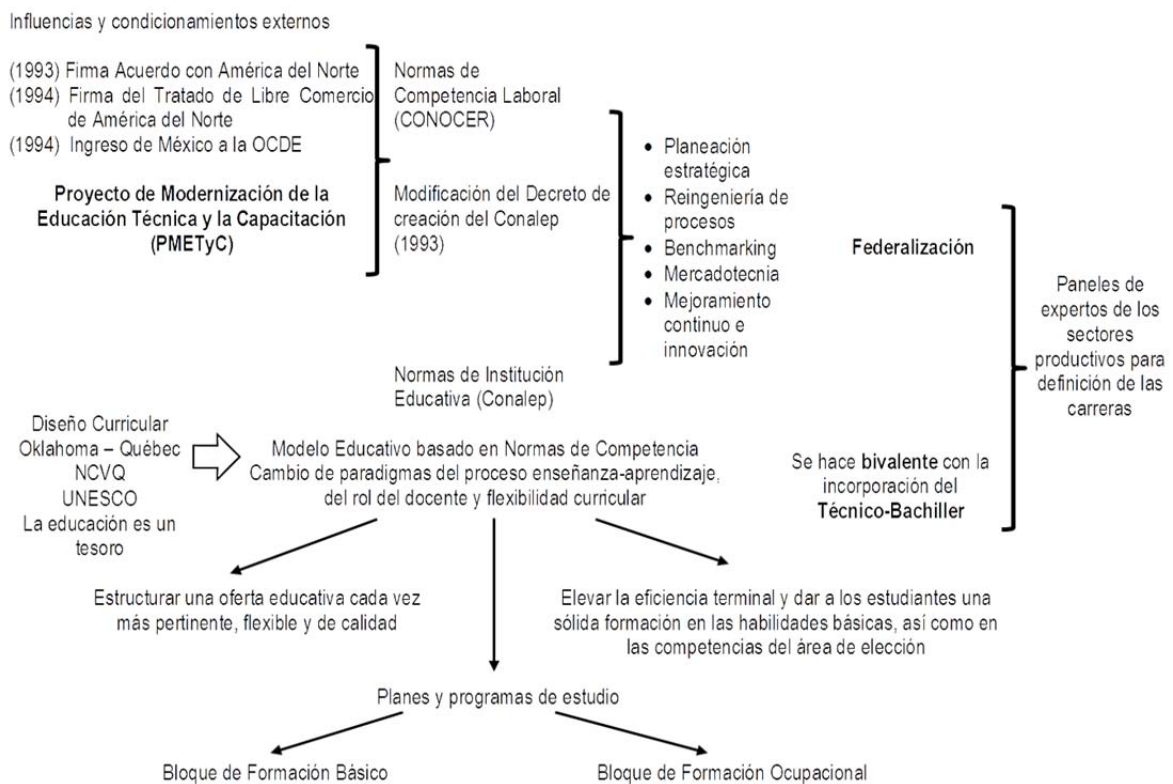 Influencias y condicionamientos externos
(1993) Firma Acuerdo con América del Norte
(1994) Firma del Tratado de Libre Comercio
de América del Norte
(1994) Ingreso de México a la OCDE
Proyecto de Modernización de la
Educación Técnica y la Capacitación
(PMETyC)
Normas de
Competencia Laboral
(CONOCER)
Modificación del Decreto de
creación del Conalep
(1993)
Normas de Institución
Educativa (Conalep)
• Planeación
estratégica
• Reingeniería de
procesos
• Benchmarking
• Mercadotecnia
• Mejoramiento
continuo e
innovación
Federalización
Se hace bivalente con la
incorporación del
Técnico-Bachiller
Paneles de
expertos de los
sectores
productivos para
definición de las
carreras
Diseño Curricular
Oklahoma – Québec
NCVQ
UNESCO
La educación es un
tesoro
Modelo Educativo basado en Normas de Competencia
Cambio de paradigmas del proceso enseñanza-aprendizaje,
del rol del docente y flexibilidad curricular
Estructurar una oferta educativa cada vez
más pertinente, flexible y de calidad
Elevar la eficiencia terminal y dar a los estudiantes una
sólida formación en las habilidades básicas, así como en
las competencias del área de elección
Planes y programas de estudio
Bloque de Formación Básico
Bloque de Formación Ocupacional